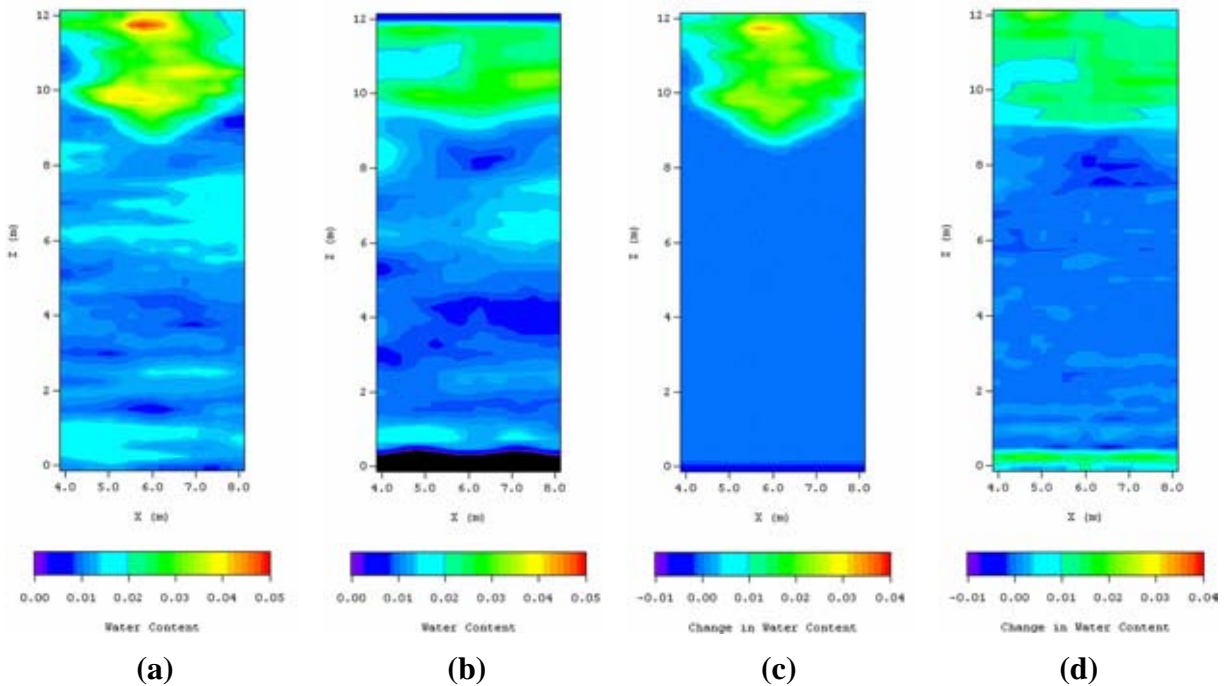 12 12 12 12
10 10 10 10
8 8 8 8
6 6 6 6
4 4 4 4
2 2 2 2
0 0 0 0
Z (m) Z (m) Z (m) Z (m)
4.0 5.0 6.0 7.0 8.0 4.0 5.0 6.0 7.0 8.0 4.0 5.0 6.0 7.0 8.0 4.0 5.0 6.0 7.0 8.0
X (m) X (m) X (m) X (m)
0.00 0.01 0.02 0.03 0.04 0.05 0.00 0.01 0.02 0.03 0.04 0.05 -0.01 0.00 0.01 0.02 0.03 0.04 -0.01 0.00 0.01 0.02 0.03 0.04
Water Content Water Content Change in Water Content Change in Water Content
(a) (b) (c) (d)